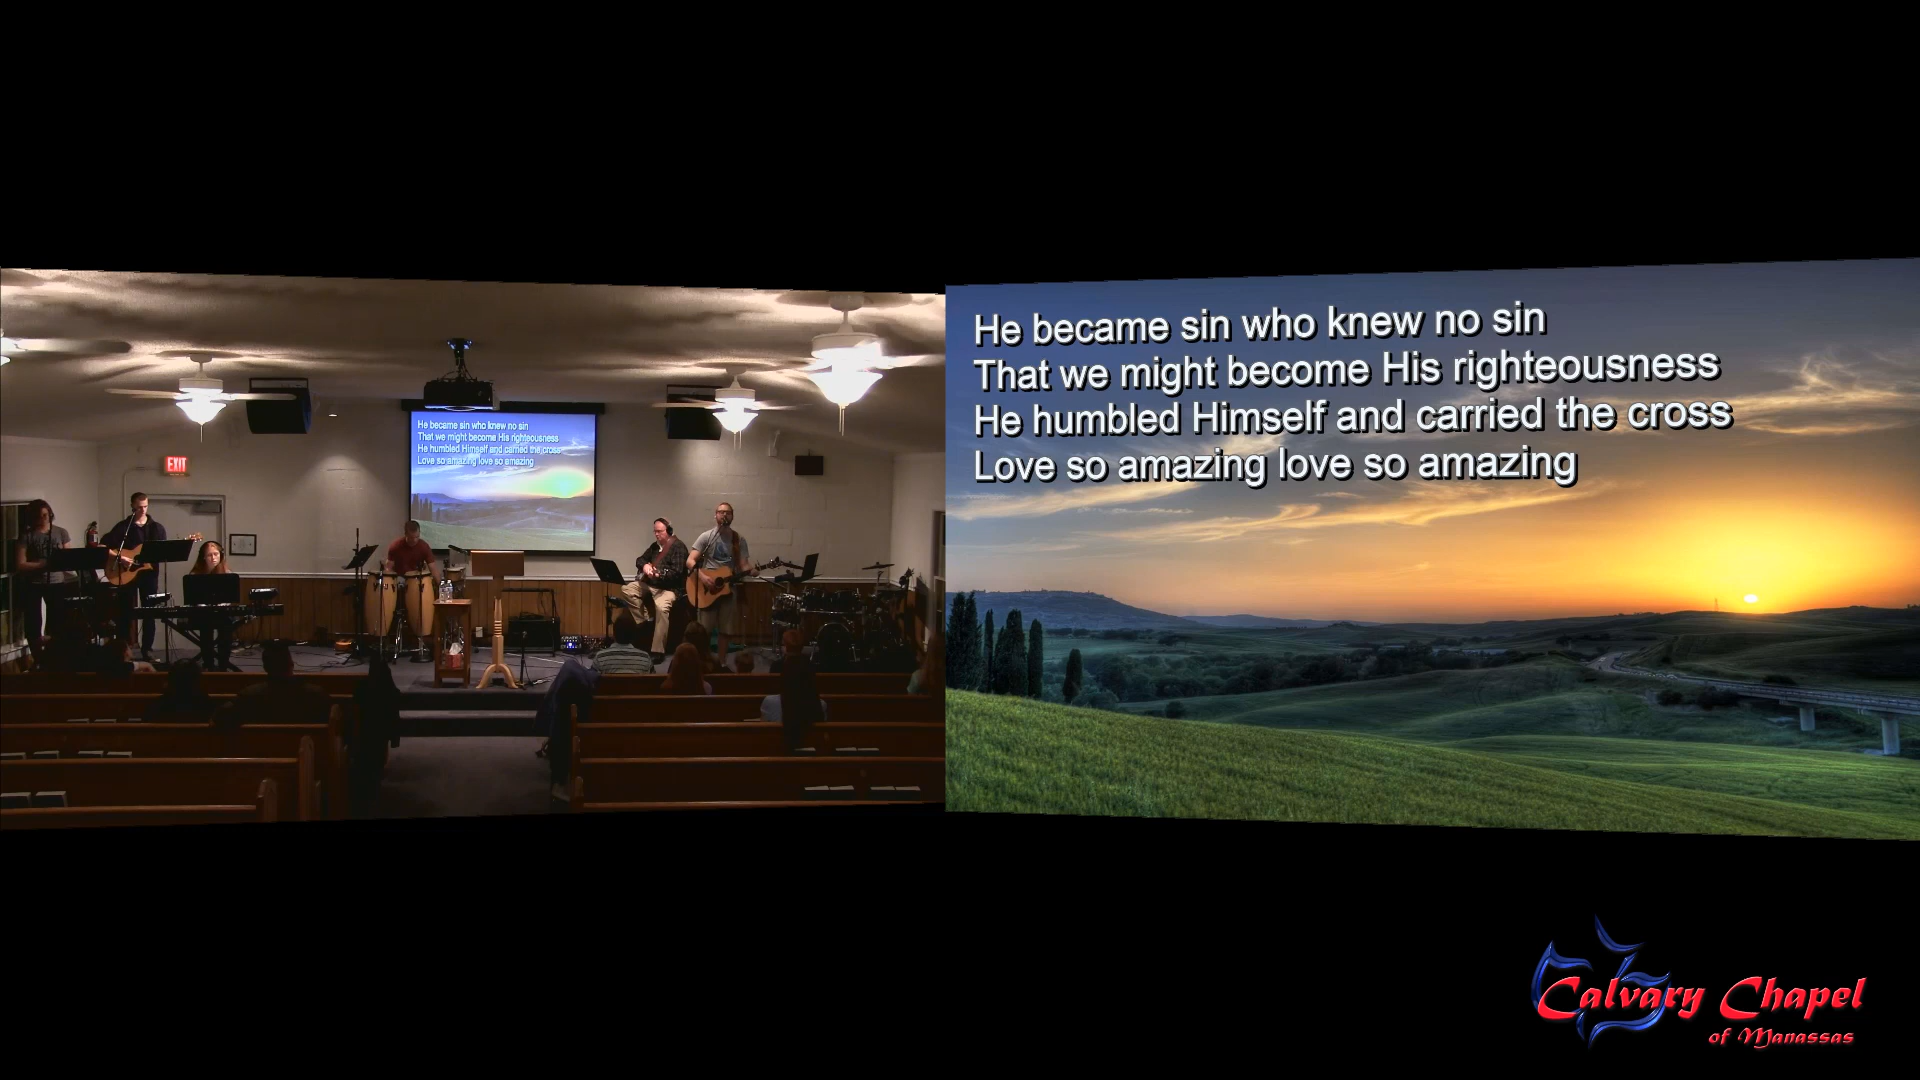 EXIT
He became sin who knew no sin
That we might become His righteousness
He humbled Himself and carried the cross
Love so amazing love so amazing
He became sin who knew no sin
That we might become His righteousness
He humbled Himself and carried the cross
Love so amazing love so amazing
Calvary Chapel
of Manassas